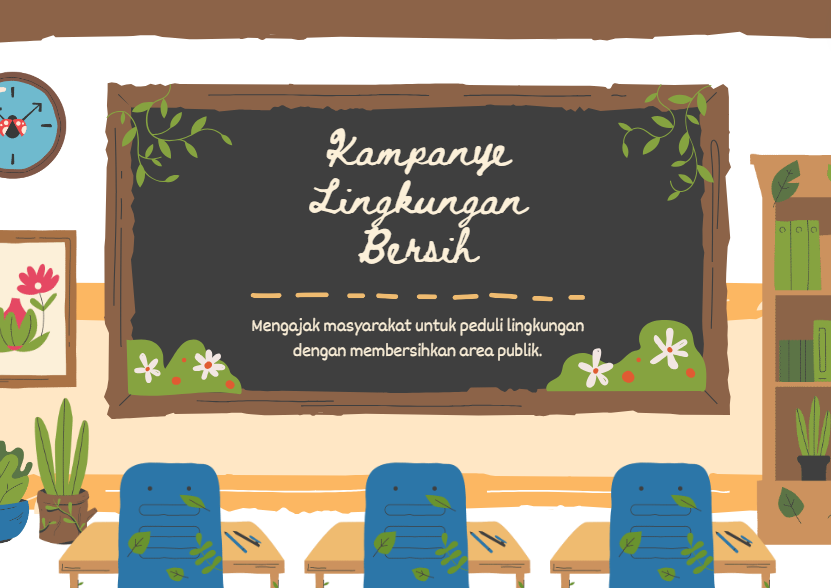 Kampanye
Lingkungan
Bersih
Mengajak masyarakat untuk peduli lingkungan
dengan membersihkan area publik.